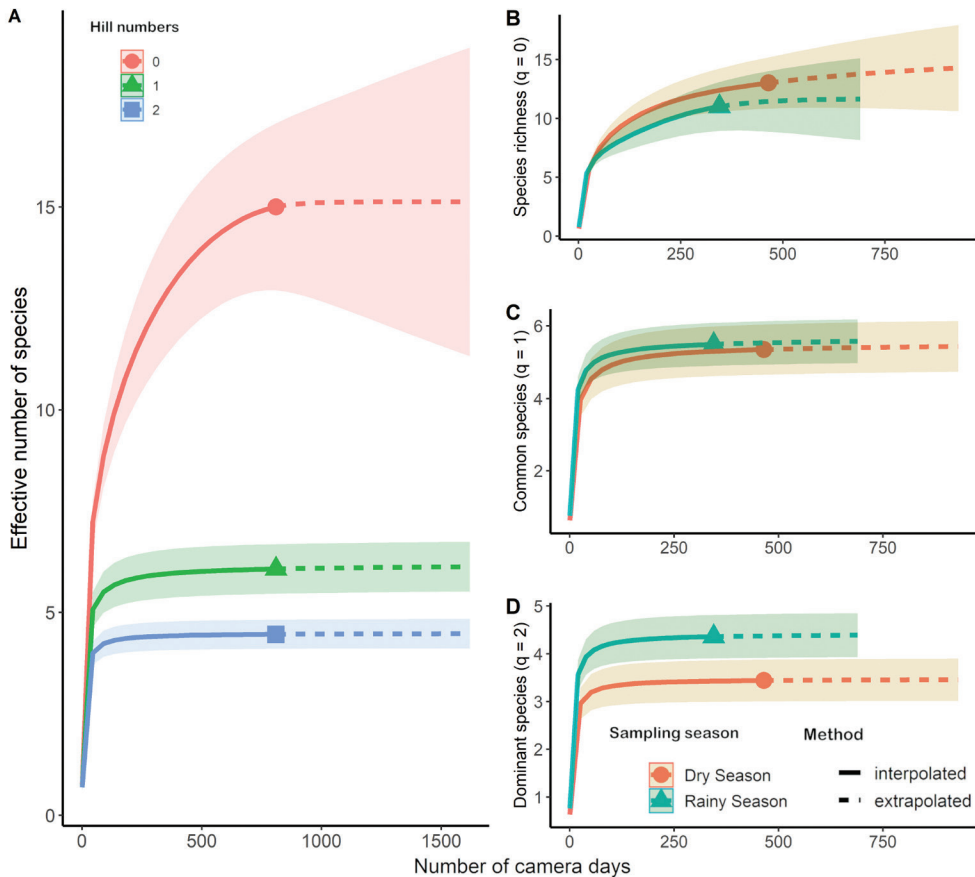 A
Hill numbers
0
1
2
Effective number of species
15
10
5
0
0
500
1000
1500
Number of camera days
B
Species richness (q = 0)
15
10
5
0
0
250
500
750
C
Common species (q = 1)
6
4
2
0
250
500
750
D
Dominant species (q = 2)
5
4
3
2
1
Sampling season
Dry Season
Rainy Season
Method
interpolated
extrapolated
0
250
500
750